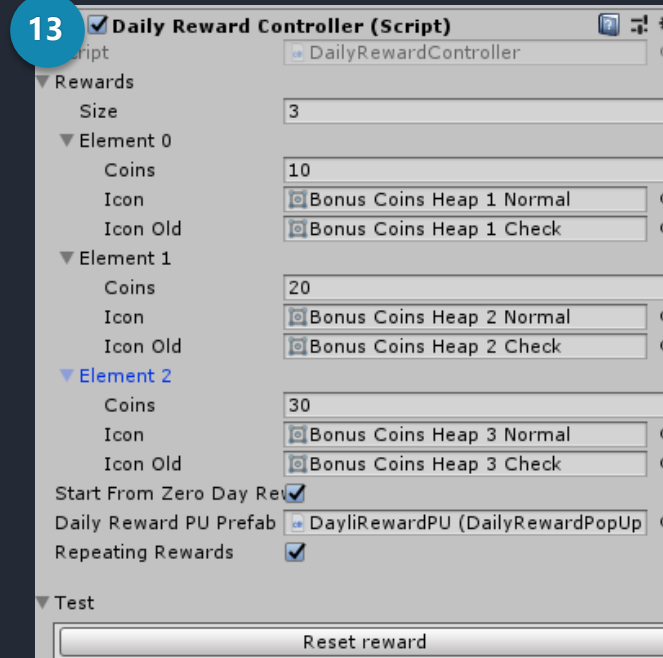 13
Daily Reward Controller (Script)
ript DailyRewardController
Rewards
Size 3
Element 0
Coins 10
Icon Bonus Coins Heap 1 Normal
Icon Old Bonus Coins Heap 1 Check
Element 1
Coins 20
Icon Bonus Coins Heap 2 Normal
Icon Old Bonus Coins Heap 2 Check
Element 2
Coins 30
Icon Bonus Coins Heap 3 Normal
Icon Old Bonus Coins Heap 3 Check
Start From Zero Day Rev
Daily Reward PU Prefab DayliRewardPU (DailyRewardPopUp
Repeating Rewards
Test
Reset reward